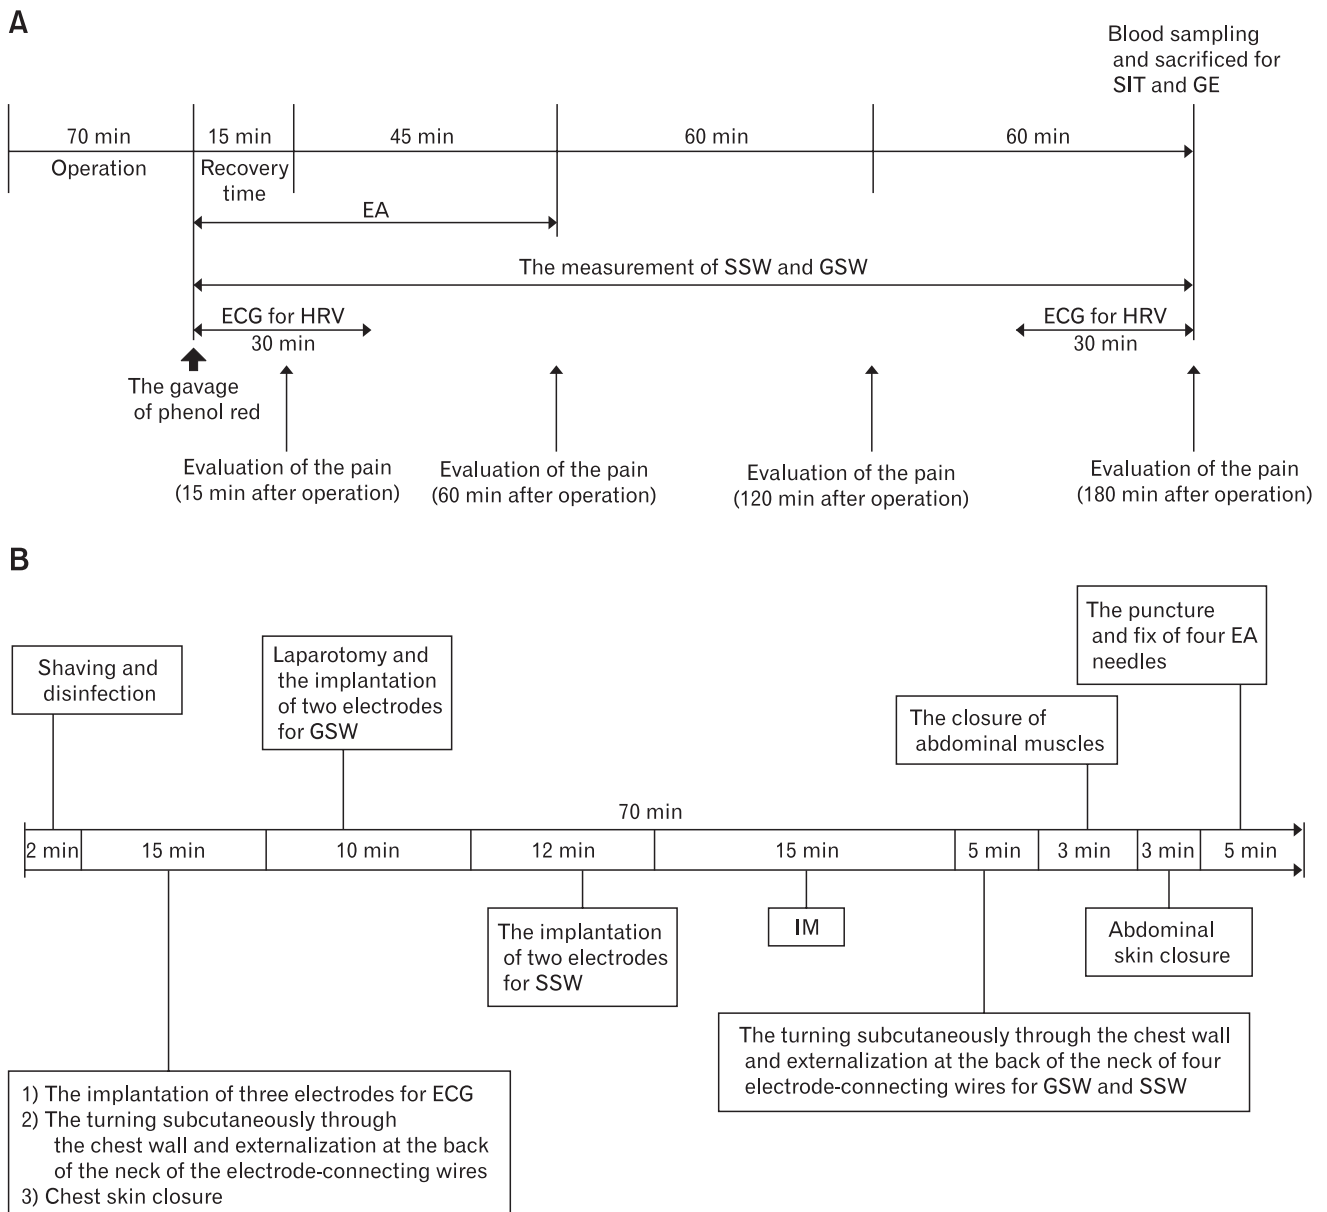 A
Blood sampling
and sacrificed for
SIT and GE
70 min
15 min
45 min
60 min
60 min
Operation
Recovery
time
EA
The measurement of SSW and GSW
ECG for HRV
30 min
ECG for HRV
30 min
The gavage
of phenol red
Evaluation of the pain
(15 min after operation)
Evaluation of the pain
(60 min after operation)
Evaluation of the pain
(120 min after operation)
Evaluation of the pain
(180 min after operation)
B
Shaving and
disinfection
Laparotomy and
the implantation
of two electrodes
for GSW
The closure of
abdominal muscles
The puncture
and fix of four EA
needles
70 min
2 min
15 min
10 min
12 min
15 min
5 min
3 min
3 min
5 min
The implantation
of two electrodes
for SSW
IM
Abdominal
skin closure
The turning subcutaneously through the chest wall
and externalization at the back of the neck of four
electrode-connecting wires for GSW and SSW
1) The implantation of three electrodes for ECG
2) The turning subcutaneously through
the chest wall and externalization at the back
of the neck of the electrode-connecting wires
3) Chest skin closure